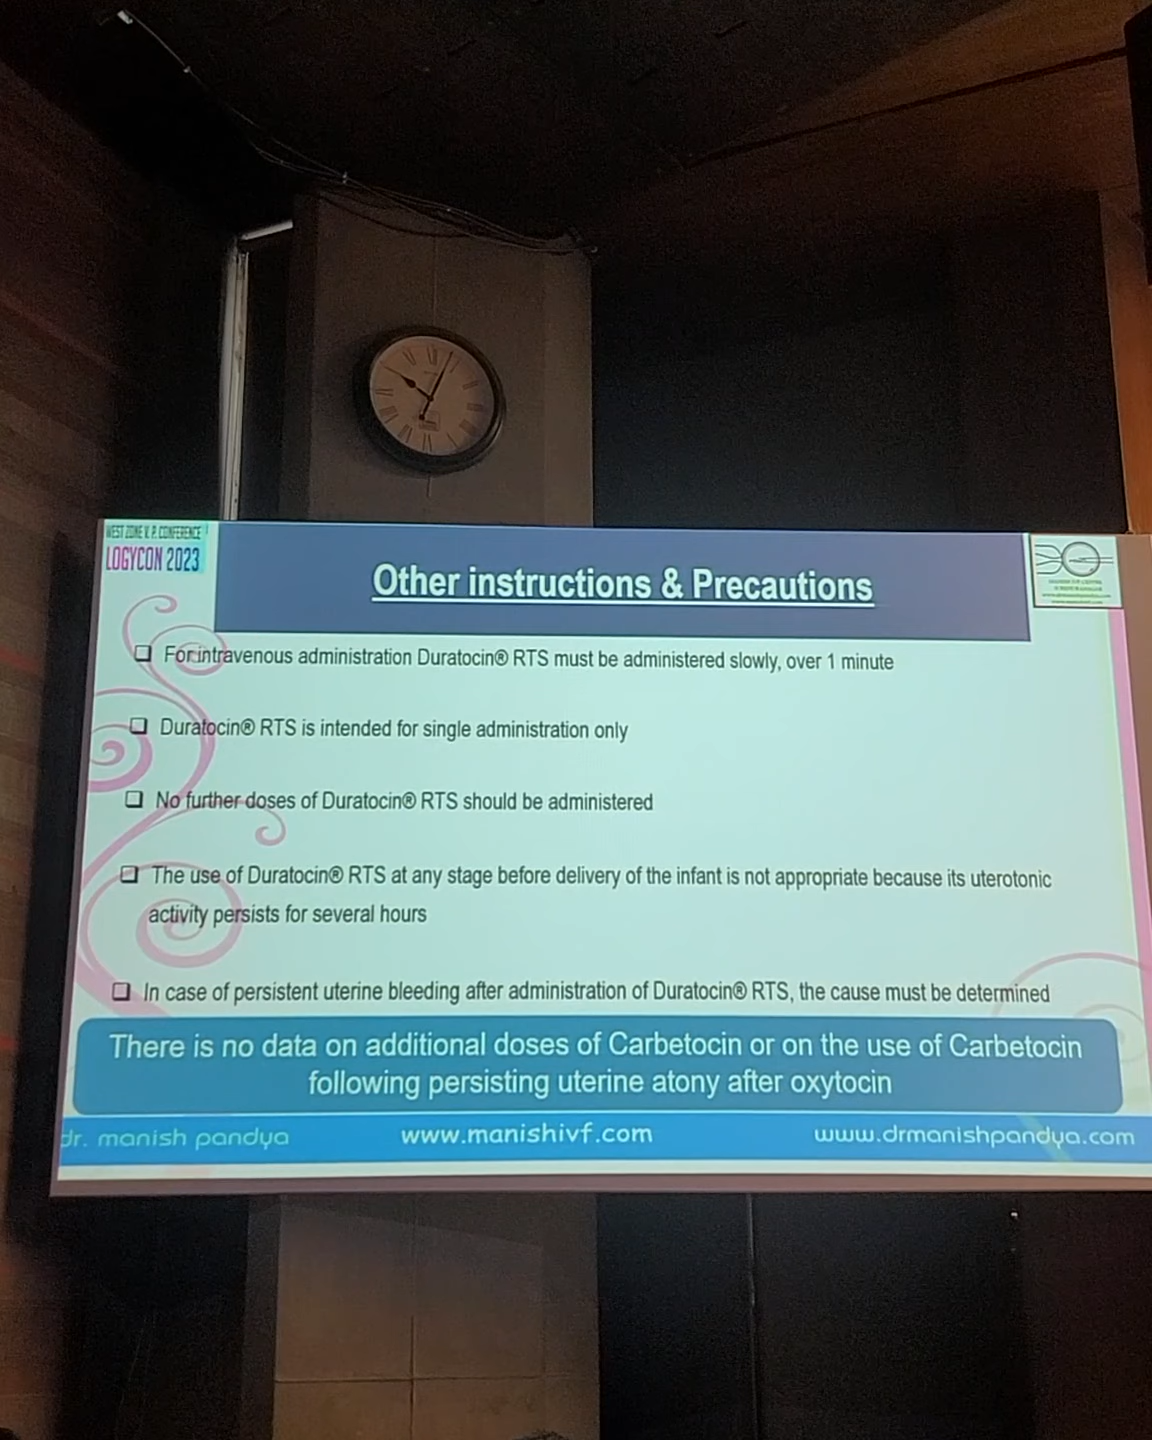 WEST ZONE V. P. CONFERENCE
LOGYCON 2023
Other instructions & Precautions
❑ For intravenous administration Duratocin® RTS must be administered slowly, over 1 minute
❑ Duratocin® RTS is intended for single administration only
❑ No further doses of Duratocin® RTS should be administered
❑ The use of Duratocin® RTS at any stage before delivery of the infant is not appropriate because its uterotonic
activity persists for several hours
❑ In case of persistent uterine bleeding after administration of Duratocin® RTS, the cause must be determined
There is no data on additional doses of Carbetocin or on the use of Carbetocin
following persisting uterine atony after oxytocin
dr. manish pandya
www.manishivf.com
www.drmanishpandya.com